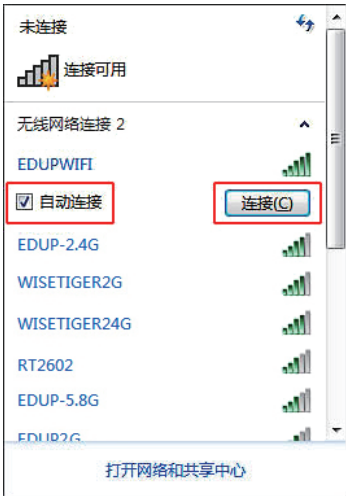 未连接
连接可用
无线网络连接 2
EDUPWIFI
自动连接
连接(C)
EDUP-2.4G
WISETIGER2G
WISETIGER24G
RT2602
EDUP-5.8G
EDUP2G
打开网络和共享中心